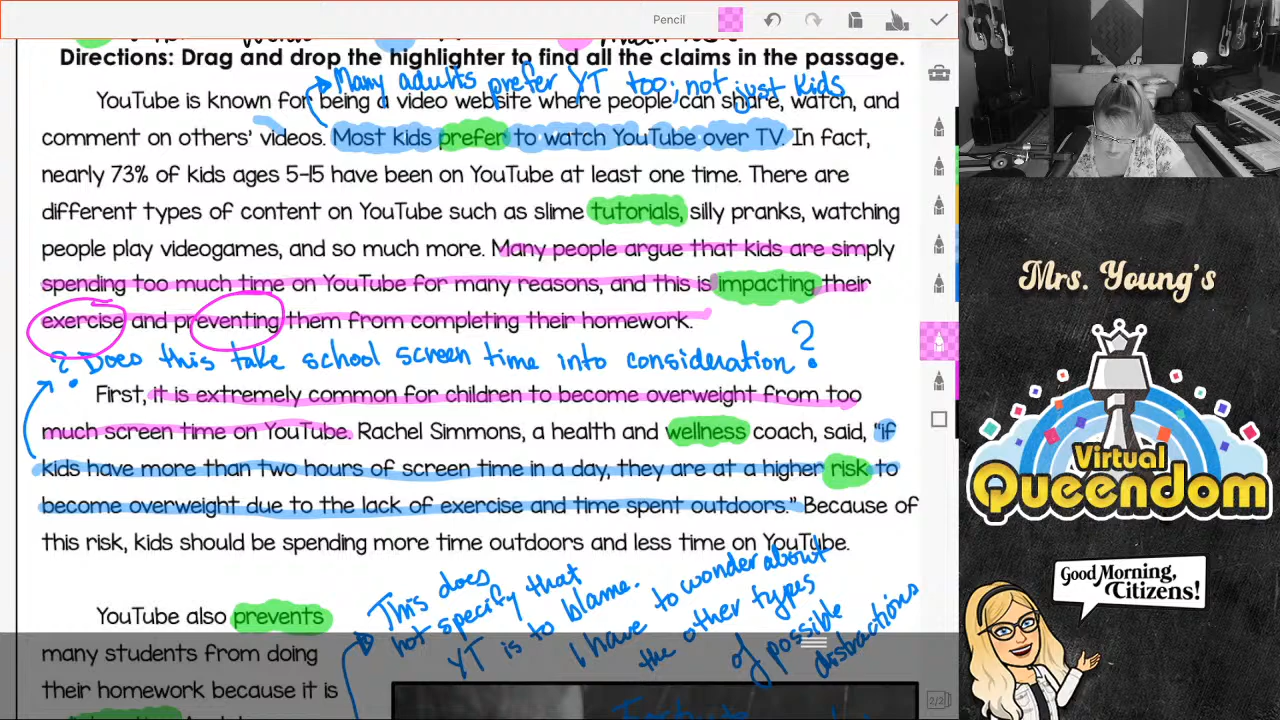 Pencil
Directions: Drag and drop the highlighter to find all the claims in the passage.
Many adults prefer YT too; not just kids
YouTube is known for being a video website where people can share, watch, and
comment on others' videos. Most kids prefer to watch YouTube over TV. In fact,
nearly 73% of kids ages 5-15 have been on YouTube at least one time. There are
different types of content on YouTube such as slime tutorials, silly pranks, watching
people play videogames, and so much more. Many people argue that kids are simply
spending too much time on YouTube for many reasons, and this is impacting their
exercise and preventing them from completing their homework.
? Does this take school screen time into consideration?
First, it is extremely common for children to become overweight from too
much screen time on YouTube. Rachel Simmons, a health and wellness coach, said, “if
kids have more than two hours of screen time in a day, they are at a higher risk to
become overweight due to the lack of exercise and time spent outdoors.” Because of
this risk, kids should be spending more time outdoors and less time on YouTube.
This does
not specify that
YT is to blame.
I have to wonder about
the other types
of possible
distractions
YouTube also prevents
many students from doing
their homework because it is
2/2
Mrs. Young's
Virtual
Queendom
Good Morning,
Citizens!